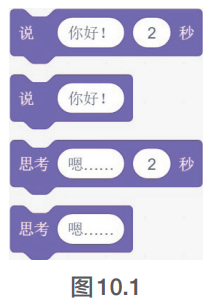 说 你好！ 2 秒
说 你好！
思考 嗯…… 2 秒
思考 嗯……
图10.1